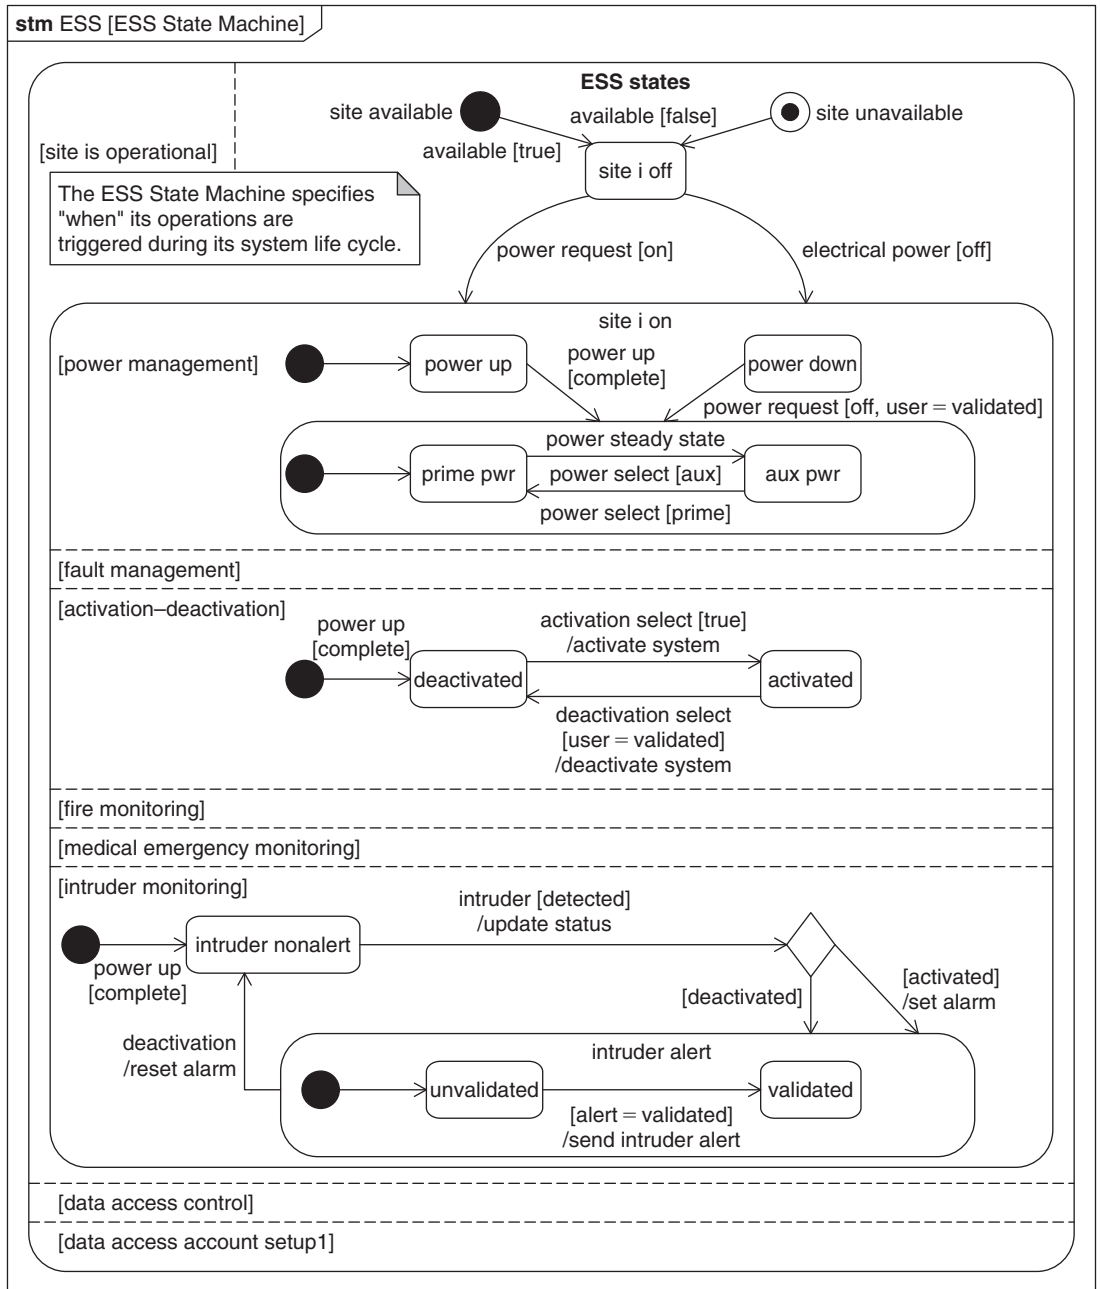 stm ESS [ESS State Machine]
ESS states
site available
available [false]
site unavailable
[site is operational]
available [true]
site i off
The ESS State Machine specifies
"when" its operations are
triggered during its system life cycle.
power request [on]
electrical power [off]
site i on
[power management]
power up
power up
[complete]
power down
power request [off, user = validated]
power steady state
prime pwr
power select [aux]
aux pwr
power select [prime]
[fault management]
[activation–deactivation]
power up
[complete]
activation select [true]
/activate system
deactivated
activated
deactivation select
[user = validated]
/deactivate system
[fire monitoring]
[medical emergency monitoring]
[intruder monitoring]
intruder [detected]
/update status
intruder nonalert
power up
[complete]
[deactivated]
[activated]
/set alarm
deactivation
/reset alarm
intruder alert
unvalidated
validated
[alert = validated]
/send intruder alert
[data access control]
[data access account setup1]